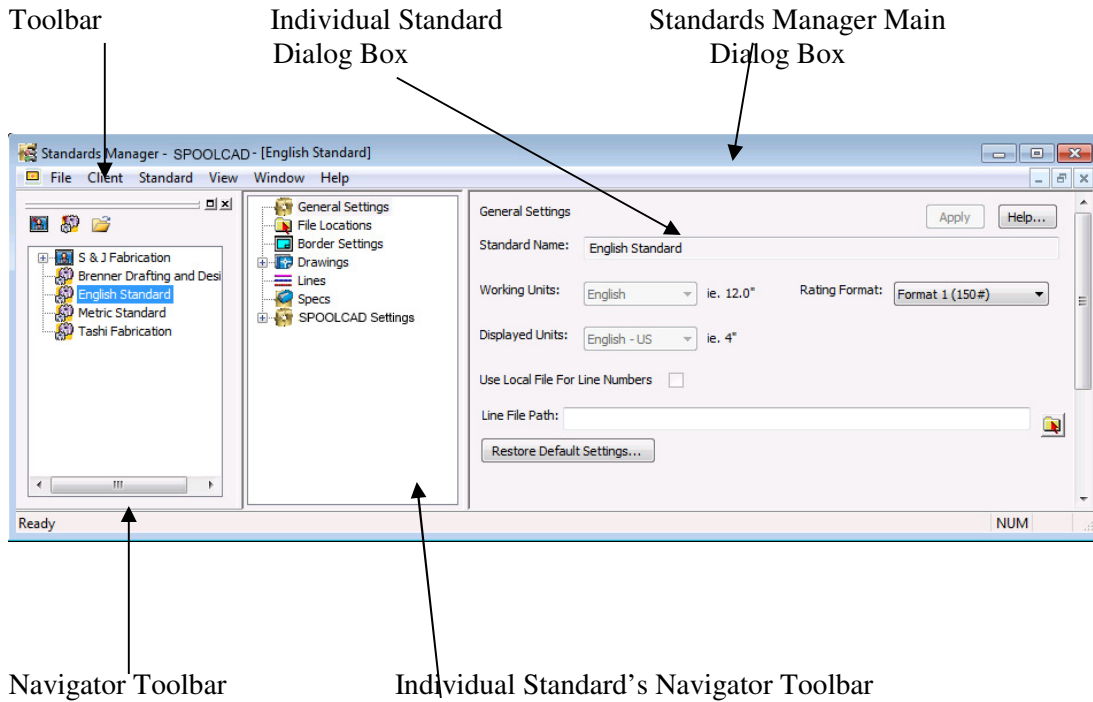 Toolbar Individual Standard Standards Manager Main
Dialog Box Dialog Box
Standards Manager - SPOOLCAD - [English Standard]
File Client Standard View Window Help
S & J Fabrication
Brenner Drafting and Desi
English Standard
Metric Standard
Tashi Fabrication
General Settings
File Locations
Border Settings
Drawings
Lines
Specs
SPOOLCAD Settings
General Settings Apply Help...
Standard Name: English Standard
Working Units: English ie. 12.0" Rating Format: Format 1 (150#)
Displayed Units: English - US ie. 4"
Use Local File For Line Numbers
Line File Path:
Restore Default Settings...
Ready NUM
Navigator Toolbar Individual Standard’s Navigator Toolbar